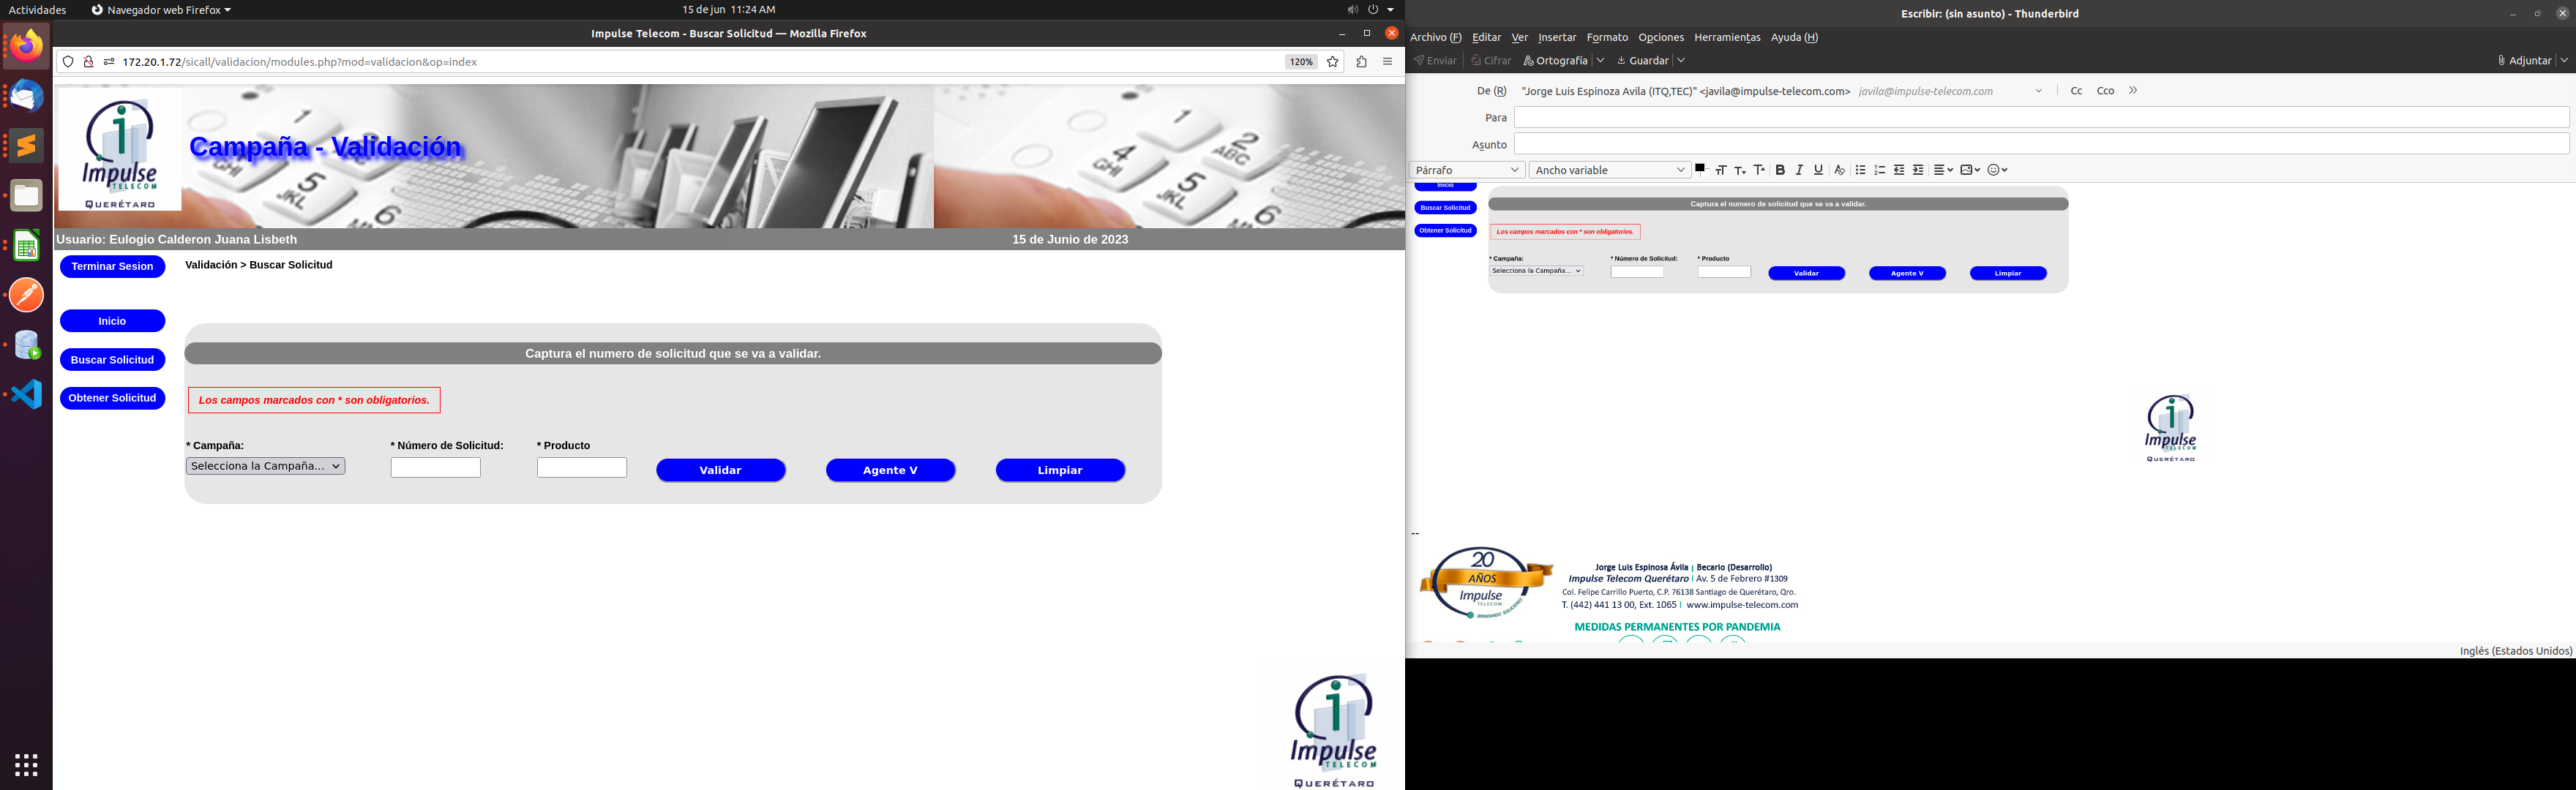 Actividades
Navegador web Firefox
15 de jun 11:24 AM
Impulse Telecom - Buscar Solicitud — Mozilla Firefox
172.20.1.72/sicall/validacion/modules.php?mod=validacion&op=index
120%
i
Impulse
TELECOM
QUERÉTARO
Campaña - Validación
1
2
ABC
4
GHI
5
JKL
6
Usuario: Eulogio Calderon Juana Lisbeth
15 de Junio de 2023
Terminar Sesion
Validación > Buscar Solicitud
Inicio
Buscar Solicitud
Obtener Solicitud
Captura el numero de solicitud que se va a validar.
Los campos marcados con * son obligatorios.
* Campaña:
* Número de Solicitud:
* Producto
Selecciona la Campaña...
Validar
Agente V
Limpiar
i
Impulse
TELECOM
QUERÉTARO
Escribir: (sin asunto) - Thunderbird
Archivo (F)
Editar
Ver
Insertar
Formato
Opciones
Herramientas
Ayuda (H)
Enviar
Cifrar
Ortografía
Guardar
Adjuntar
De (R)
"Jorge Luis Espinoza Avila (ITQ,TEC)" <javila@impulse-telecom.com>
javila@impulse-telecom.com
Cc
Cco
Para
Asunto
Párrafo
Ancho variable
Inicio
Buscar Solicitud
Obtener Solicitud
Captura el numero de solicitud que se va a validar.
Los campos marcados con * son obligatorios.
* Campaña:
* Número de Solicitud:
* Producto
Selecciona la Campaña...
Validar
Agente V
Limpiar
i
Impulse
TELECOM
QUERÉTARO
--
20
AÑOS
Impulse
TELECOM
BRINDANDO SOLUCIONES
Jorge Luis Espinosa Ávila | Becario (Desarrollo)
Impulse Telecom Querétaro | Av. 5 de Febrero #1309
Col. Felipe Carrillo Puerto, C.P. 76138 Santiago de Querétaro, Qro.
T. (442) 441 13 00, Ext. 1065 | www.impulse-telecom.com
MEDIDAS PERMANENTES POR PANDEMIA
Inglés (Estados Unidos)